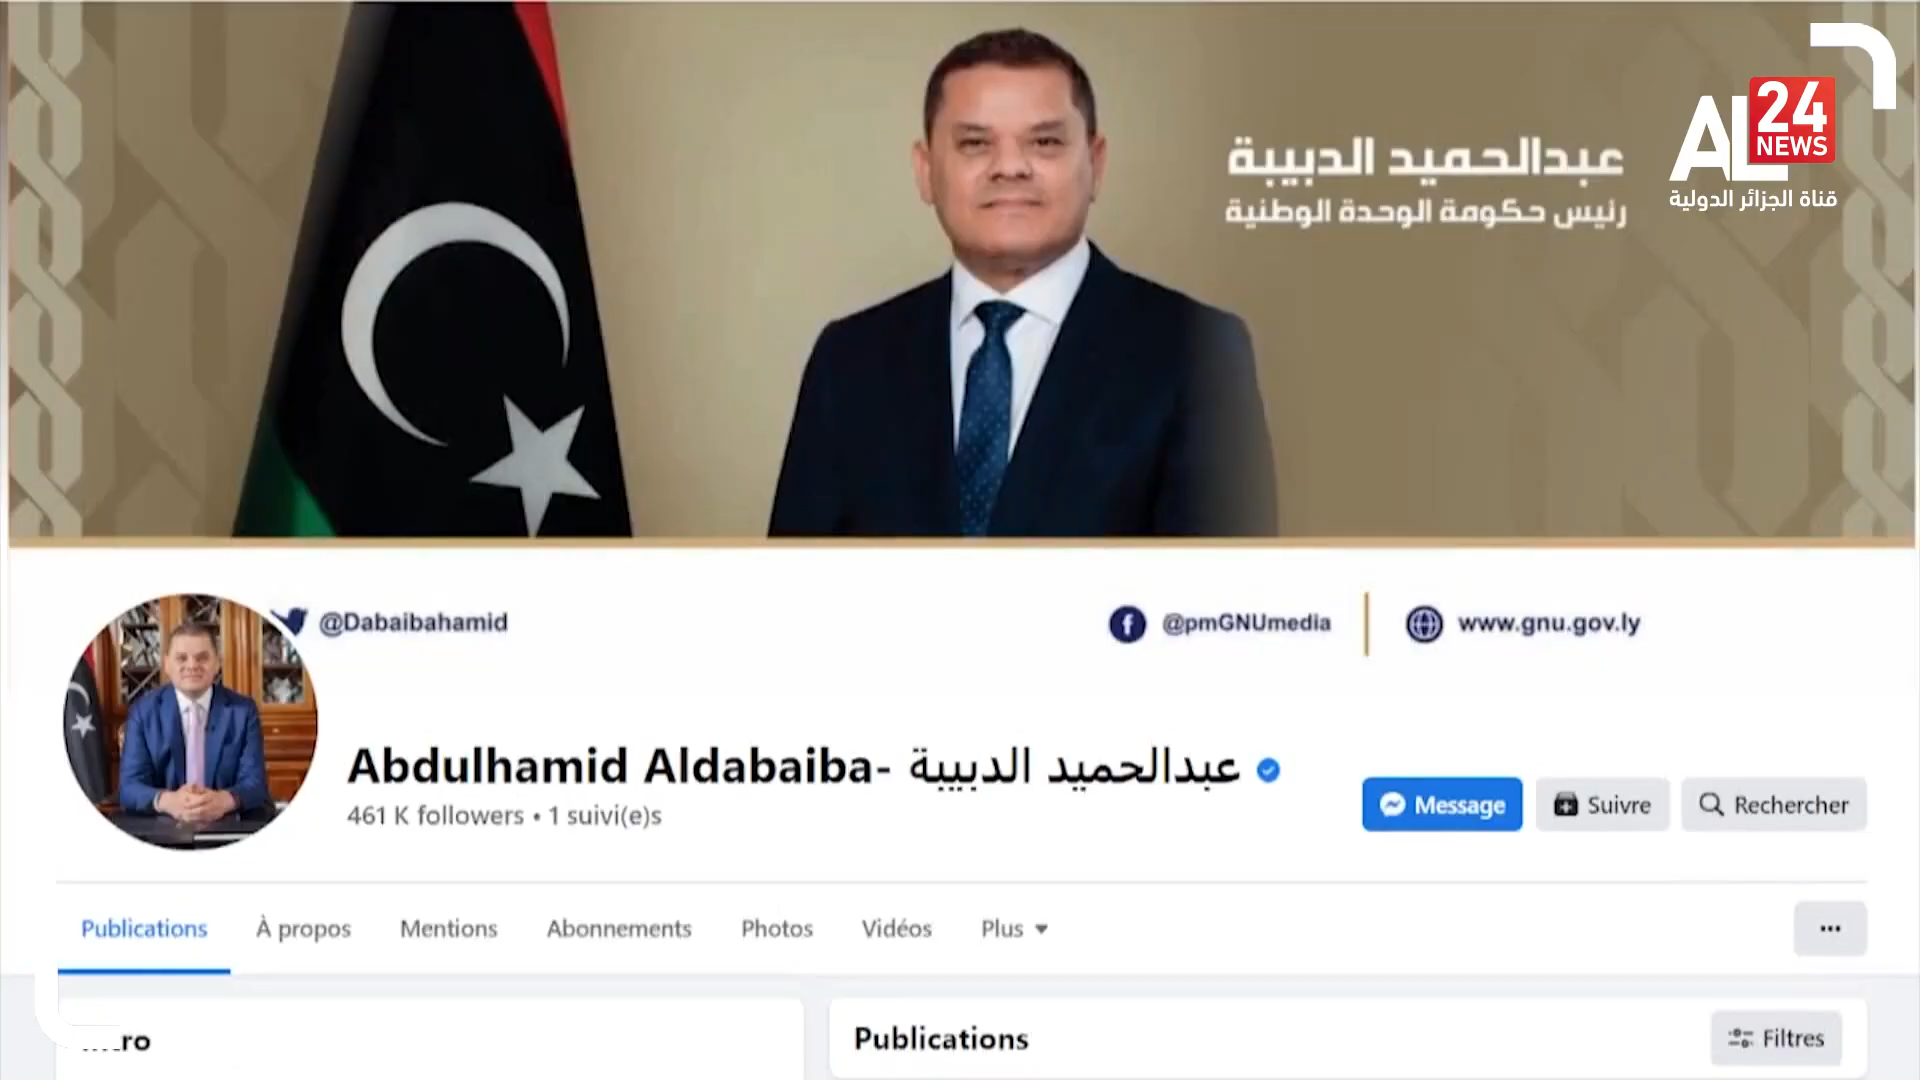 عبدالحميد الدبيبة
رئيس حكومة الوحدة الوطنية
AL
24
NEWS
قناة الجزائر الدولية
@Dabaibahamid
@pmGNUmedia
www.gnu.gov.ly
Abdulhamid Aldabaiba- عبدالحميد الدبيبة
461 K followers • 1 suivi(e)s
Message
Suivre
Rechercher
Publications
À propos
Mentions
Abonnements
Photos
Vidéos
Plus
Publications
Filtres